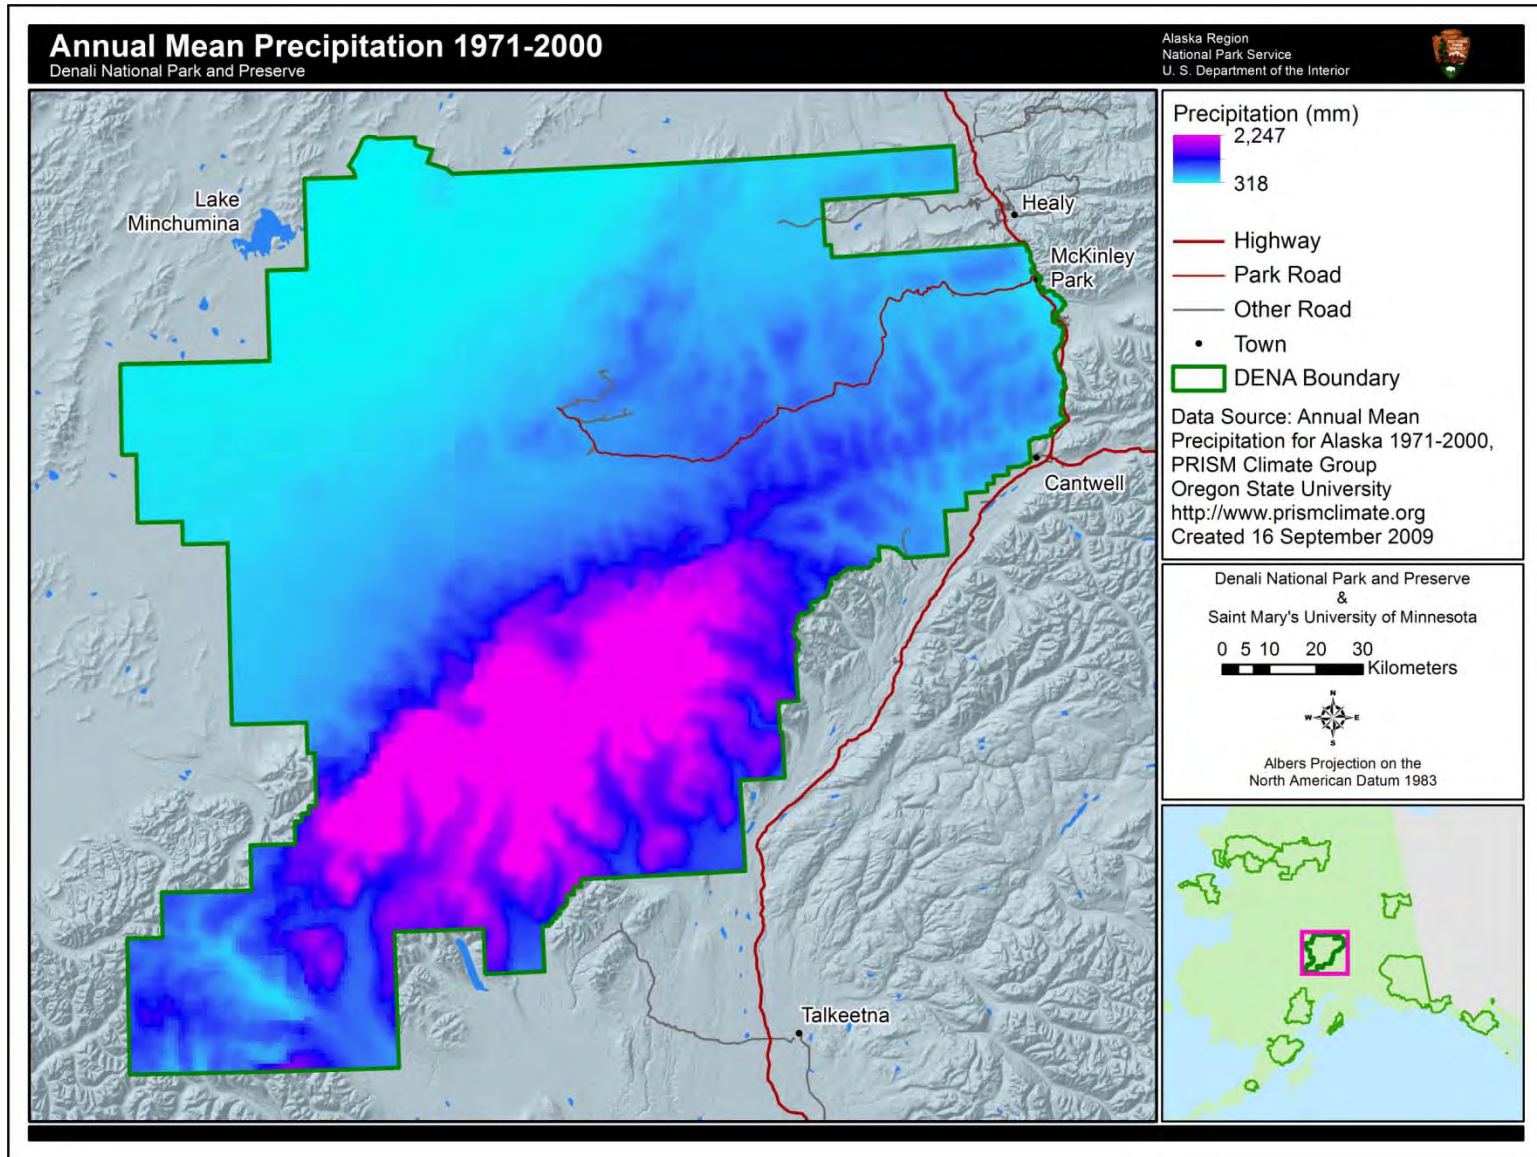 Annual Mean Precipitation 1971-2000
Denali National Park and Preserve
Alaska Region
National Park Service
U. S. Department of the Interior
Lake
Minchumina
Healy
McKinley
Park
Cantwell
Talkeetna
Precipitation (mm)
2,247
318
Highway
Park Road
Other Road
Town
DENA Boundary
Data Source: Annual Mean
Precipitation for Alaska 1971-2000,
PRISM Climate Group
Oregon State University
http://www.prismclimate.org
Created 16 September 2009
Denali National Park and Preserve
&
Saint Mary's University of Minnesota
0 5 10 20 30
Kilometers
N
W E
S
Albers Projection on the
North American Datum 1983